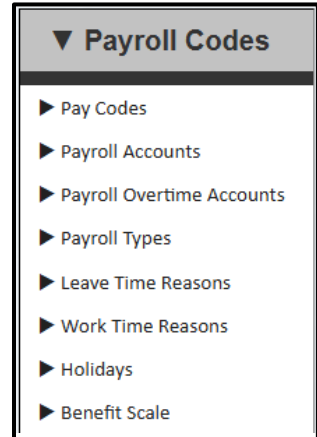 ▼ Payroll Codes
▶ Pay Codes
▶ Payroll Accounts
▶ Payroll Overtime Accounts
▶ Payroll Types
▶ Leave Time Reasons
▶ Work Time Reasons
▶ Holidays
▶ Benefit Scale